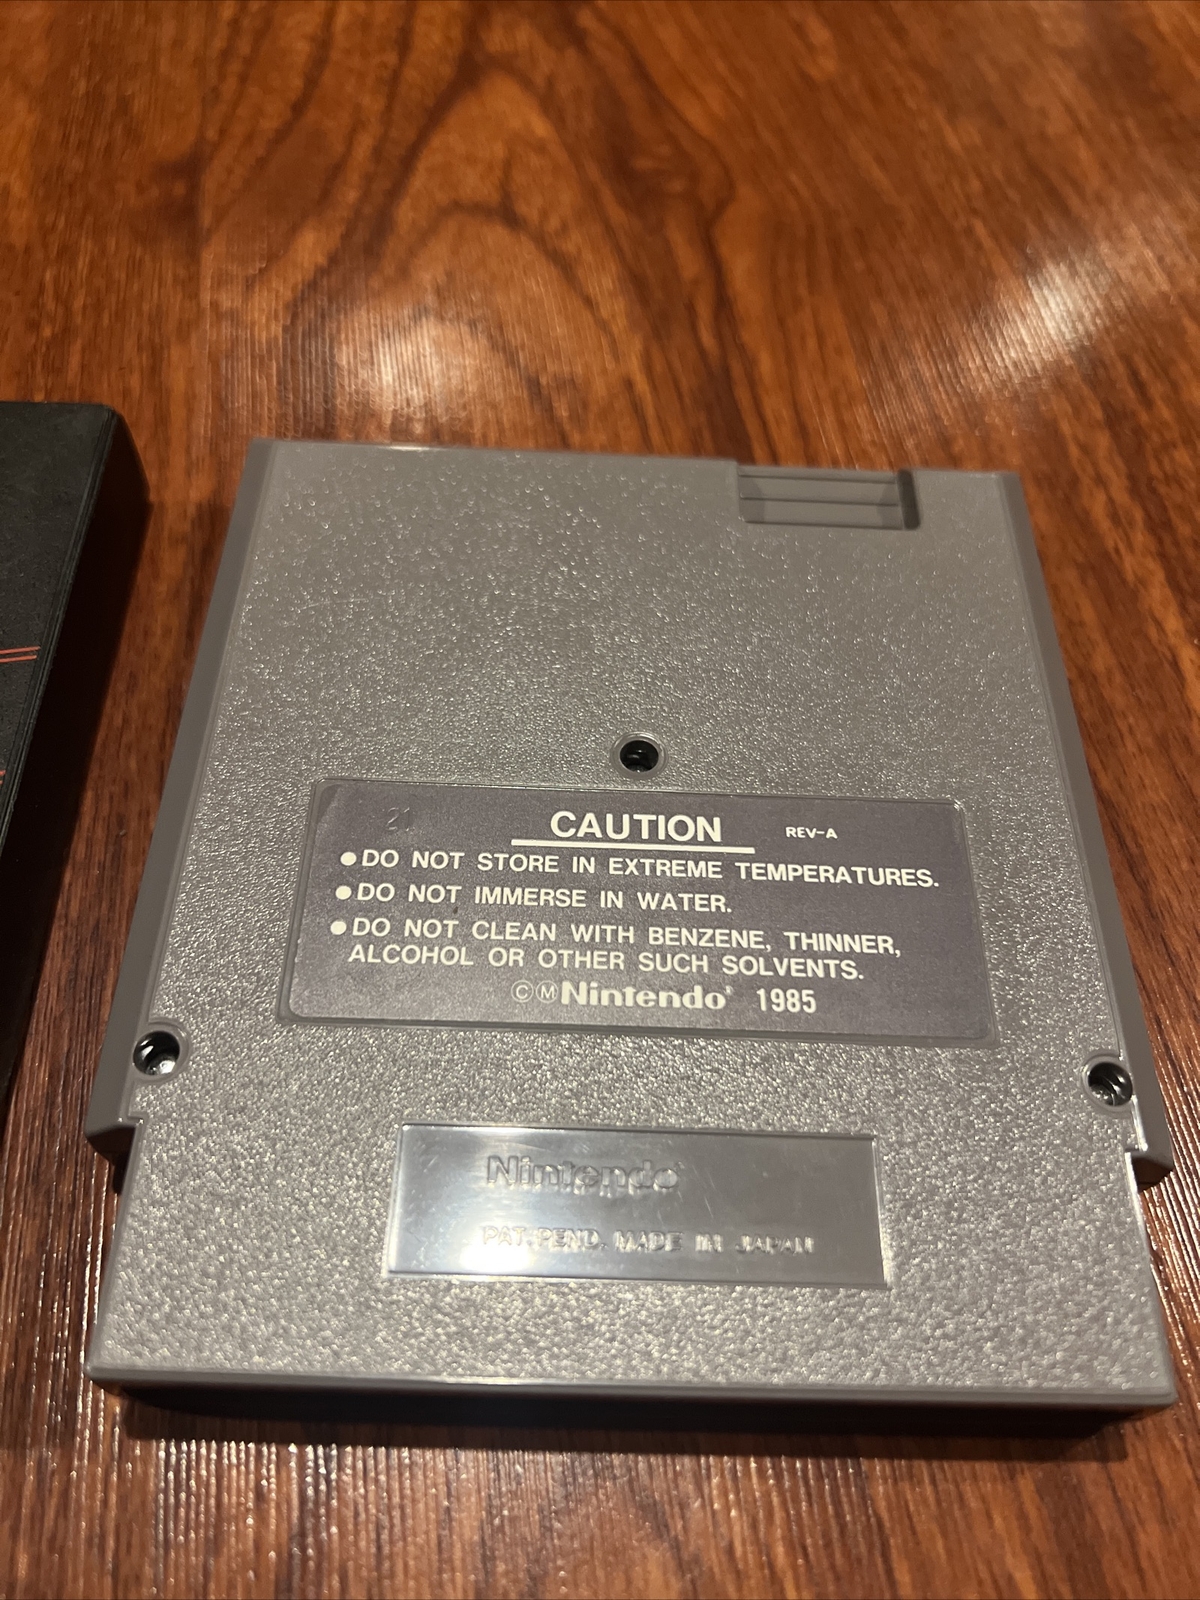 21
CAUTION REV-A
●DO NOT STORE IN EXTREME TEMPERATURES.
●DO NOT IMMERSE IN WATER.
●DO NOT CLEAN WITH BENZENE, THINNER,
ALCOHOL OR OTHER SUCH SOLVENTS.
©ⓂNintendo® 1985
Nintendo®
PAT. PEND. MADE IN JAPAN